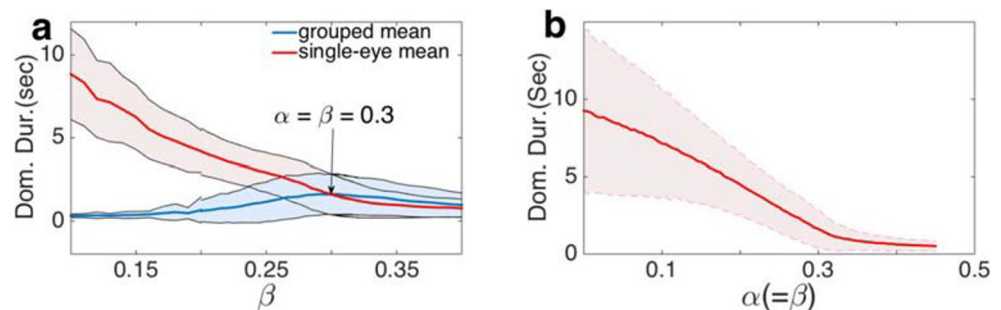 a
grouped mean
single-eye mean
α = β = 0.3
Dom. Dur.(sec)
10
5
0
0.15
0.25
0.35
β
b
Dom. Dur.(Sec)
10
5
0
0.1
0.3
0.5
α(=β)